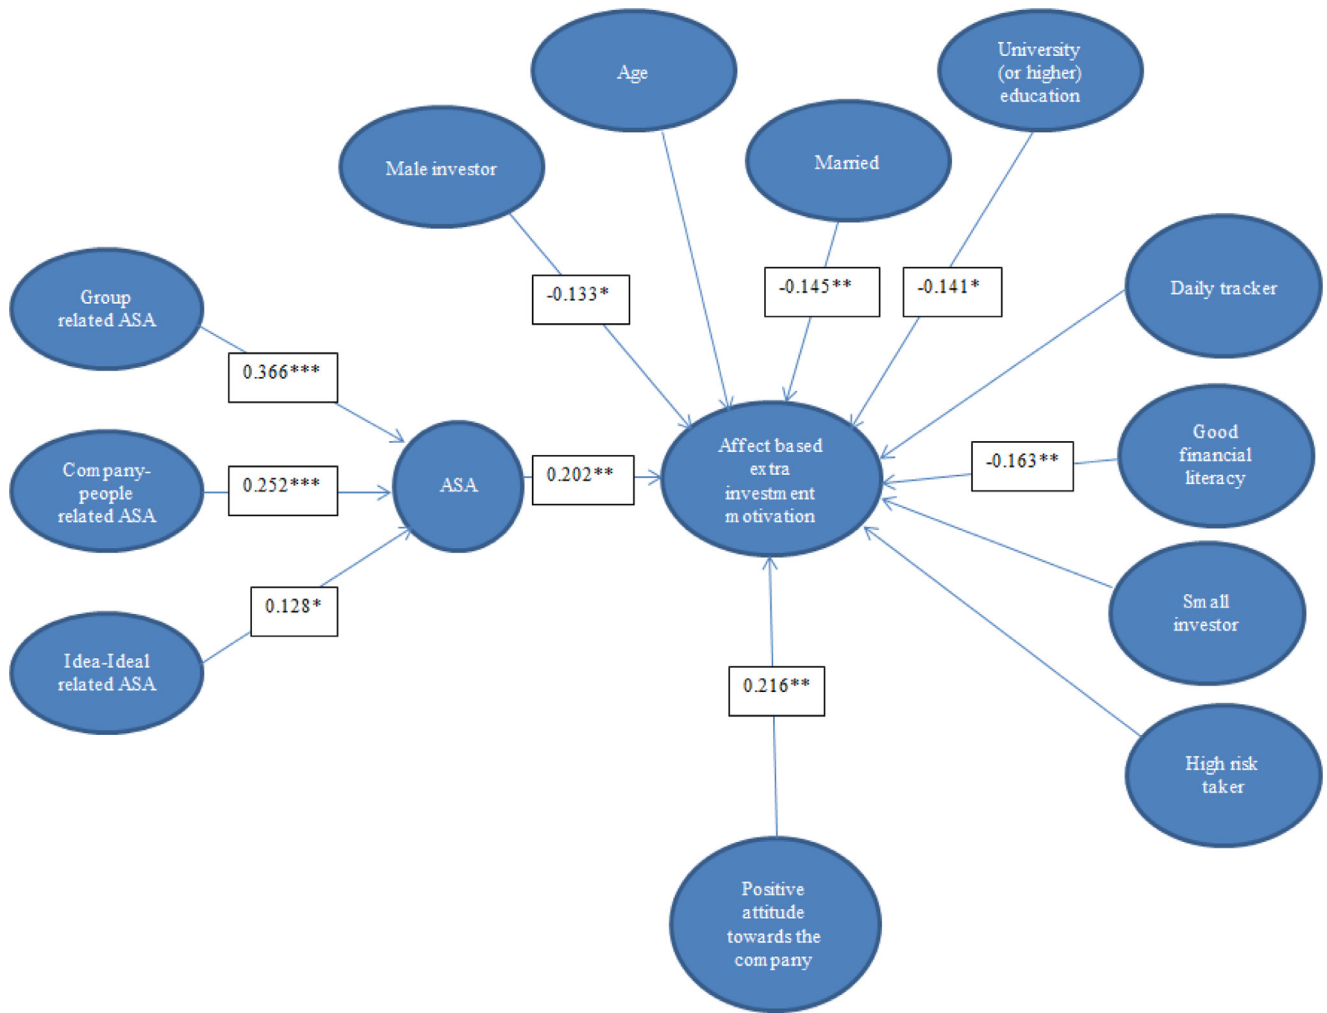 University
(or higher)
education
Age
Married
Male investor
-0.133*
-0.145**
-0.141*
Daily tracker
Group
related ASA
0.366***
Company-
people
related ASA
0.252***
ASA
0.202**
Affect based
extra
investment
motivation
-0.163**
Good
financial
literacy
0.128*
Idea-Ideal
related ASA
Small
investor
0.216**
High risk
taker
Positive
attitude
towards the
company